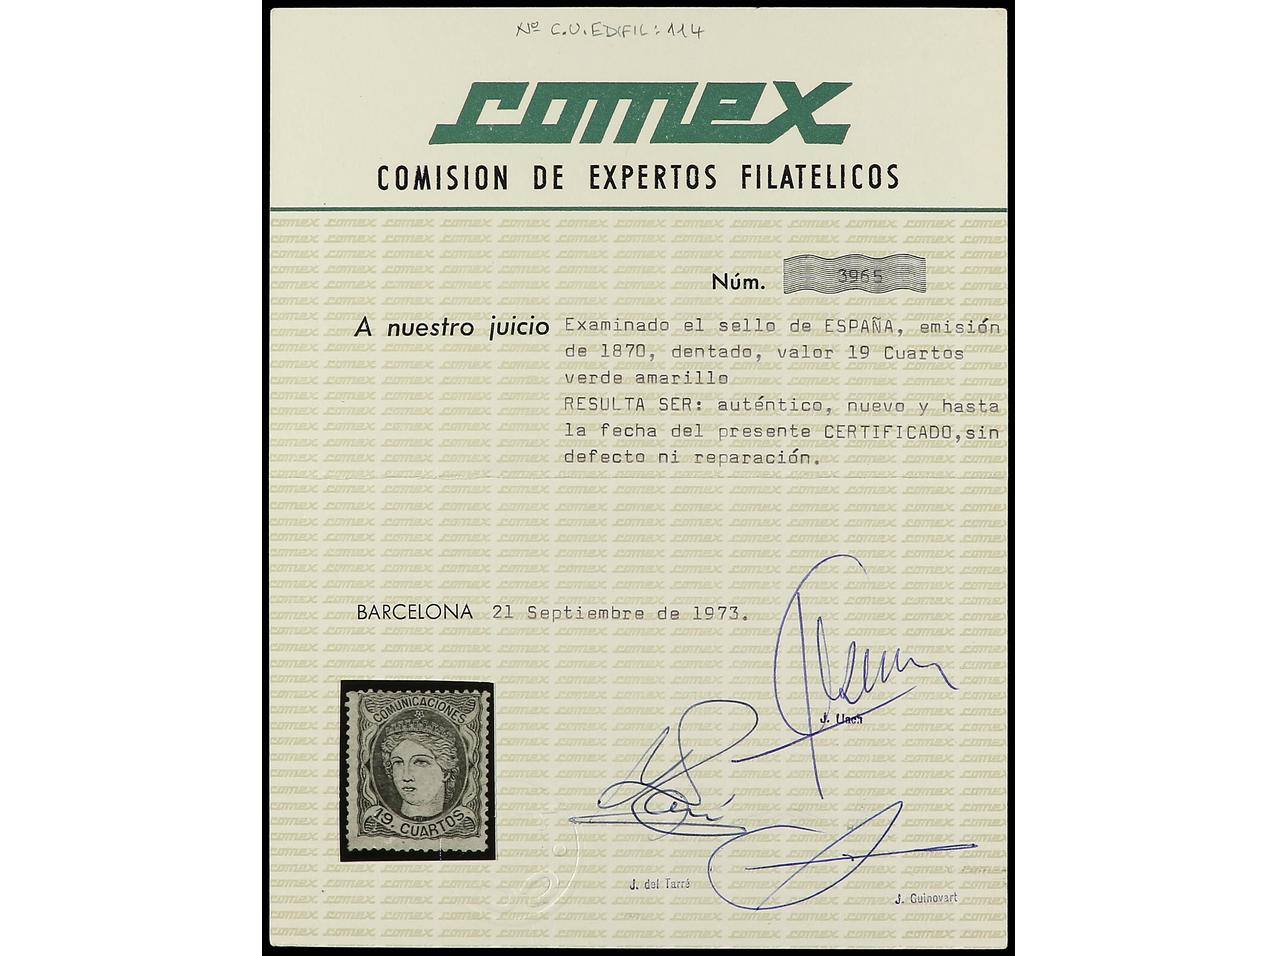 Nº C.U. EDIFIL: 114
comex
COMISION DE EXPERTOS FILATELICOS
Núm. 3965
A nuestro juicio Examinado el sello de ESPAÑA, emisión
de 1870, dentado, valor 19 Cuartos
verde amarillo
RESULTA SER: auténtico, nuevo y hasta
la fecha del presente CERTIFICADO, sin
defecto ni reparación.
BARCELONA 21 Septiembre de 1973.
COMUNICACIONES
19. CUARTOS
J. Llach
J. del Tarré
J. Guinovart